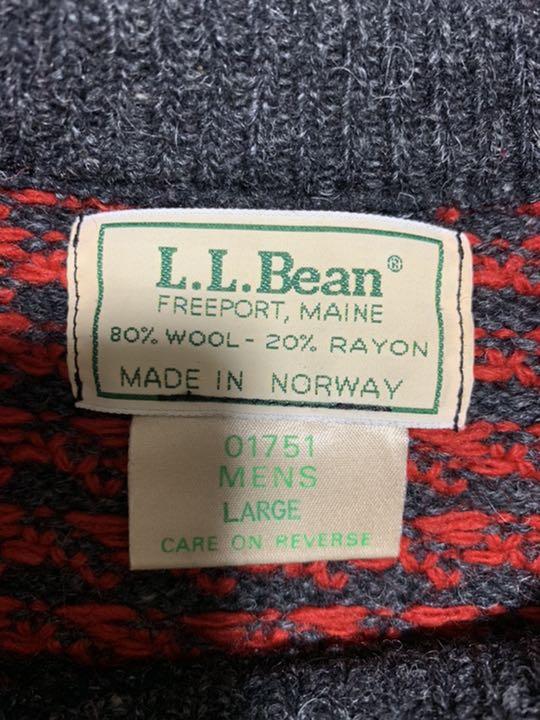 L.L.Bean®
FREEPORT, MAINE
80% WOOL - 20% RAYON
MADE IN NORWAY
01751
MENS
LARGE
CARE ON REVERSE